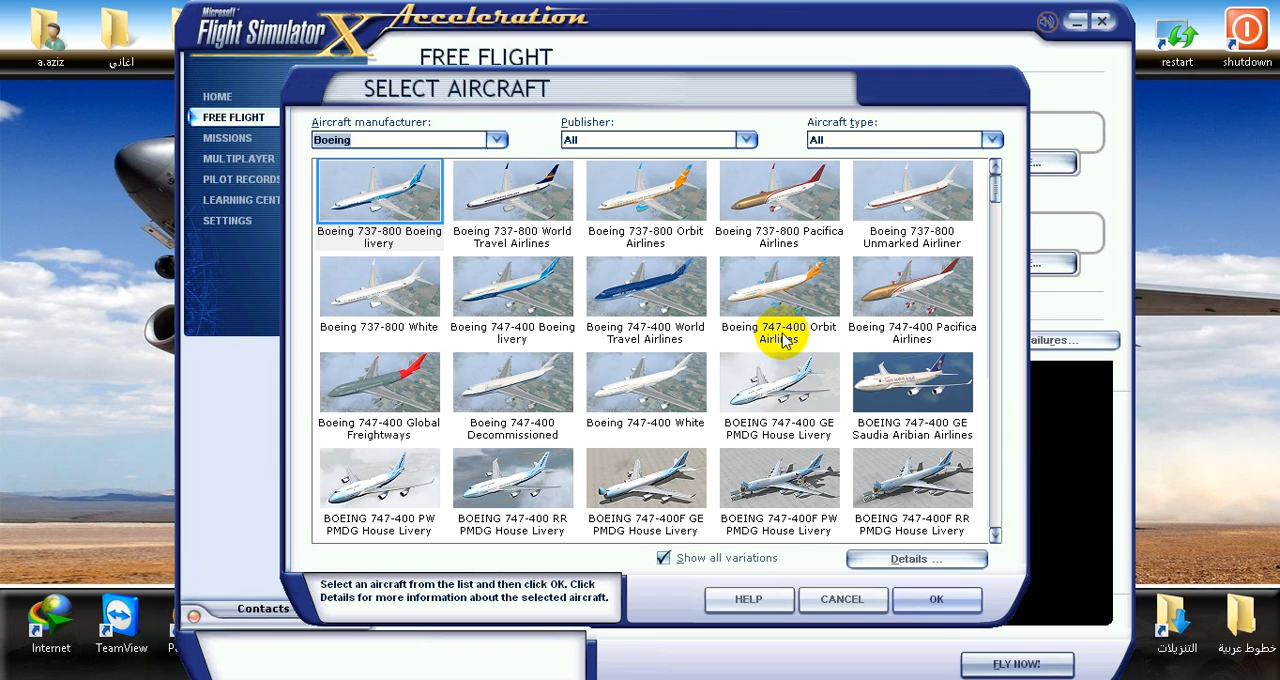 a.aziz
اغاني
Microsoft
Flight Simulator X Acceleration
restart
shutdown
FREE FLIGHT
SELECT AIRCRAFT
HOME
FREE FLIGHT
MISSIONS
MULTIPLAYER
PILOT RECORDS
LEARNING CENT
SETTINGS
Aircraft manufacturer:
Publisher:
Aircraft type:
Boeing
All
All
Boeing 737-800 Boeing
livery
Boeing 737-800 World
Travel Airlines
Boeing 737-800 Orbit
Airlines
Boeing 737-800 Pacifica
Airlines
Boeing 737-800
Unmarked Airliner
Boeing 737-800 White
Boeing 747-400 Boeing
livery
Boeing 747-400 World
Travel Airlines
Boeing 747-400 Orbit
Airlines
Boeing 747-400 Pacifica
Airlines
Boeing 747-400 Global
Freightways
Boeing 747-400
Decommissioned
Boeing 747-400 White
BOEING 747-400 GE
PMDG House Livery
BOEING 747-400 GE
Saudia Aribian Airlines
BOEING 747-400 PW
PMDG House Livery
BOEING 747-400 RR
PMDG House Livery
BOEING 747-400F GE
PMDG House Livery
BOEING 747-400F PW
PMDG House Livery
BOEING 747-400F RR
PMDG House Livery
ailures...
Show all variations
Details ...
Select an aircraft from the list and then click OK. Click
Details for more information about the selected aircraft.
HELP
CANCEL
OK
Contacts
FLY NOW!
Internet
TeamView
التنزيلات
خطوط عربية